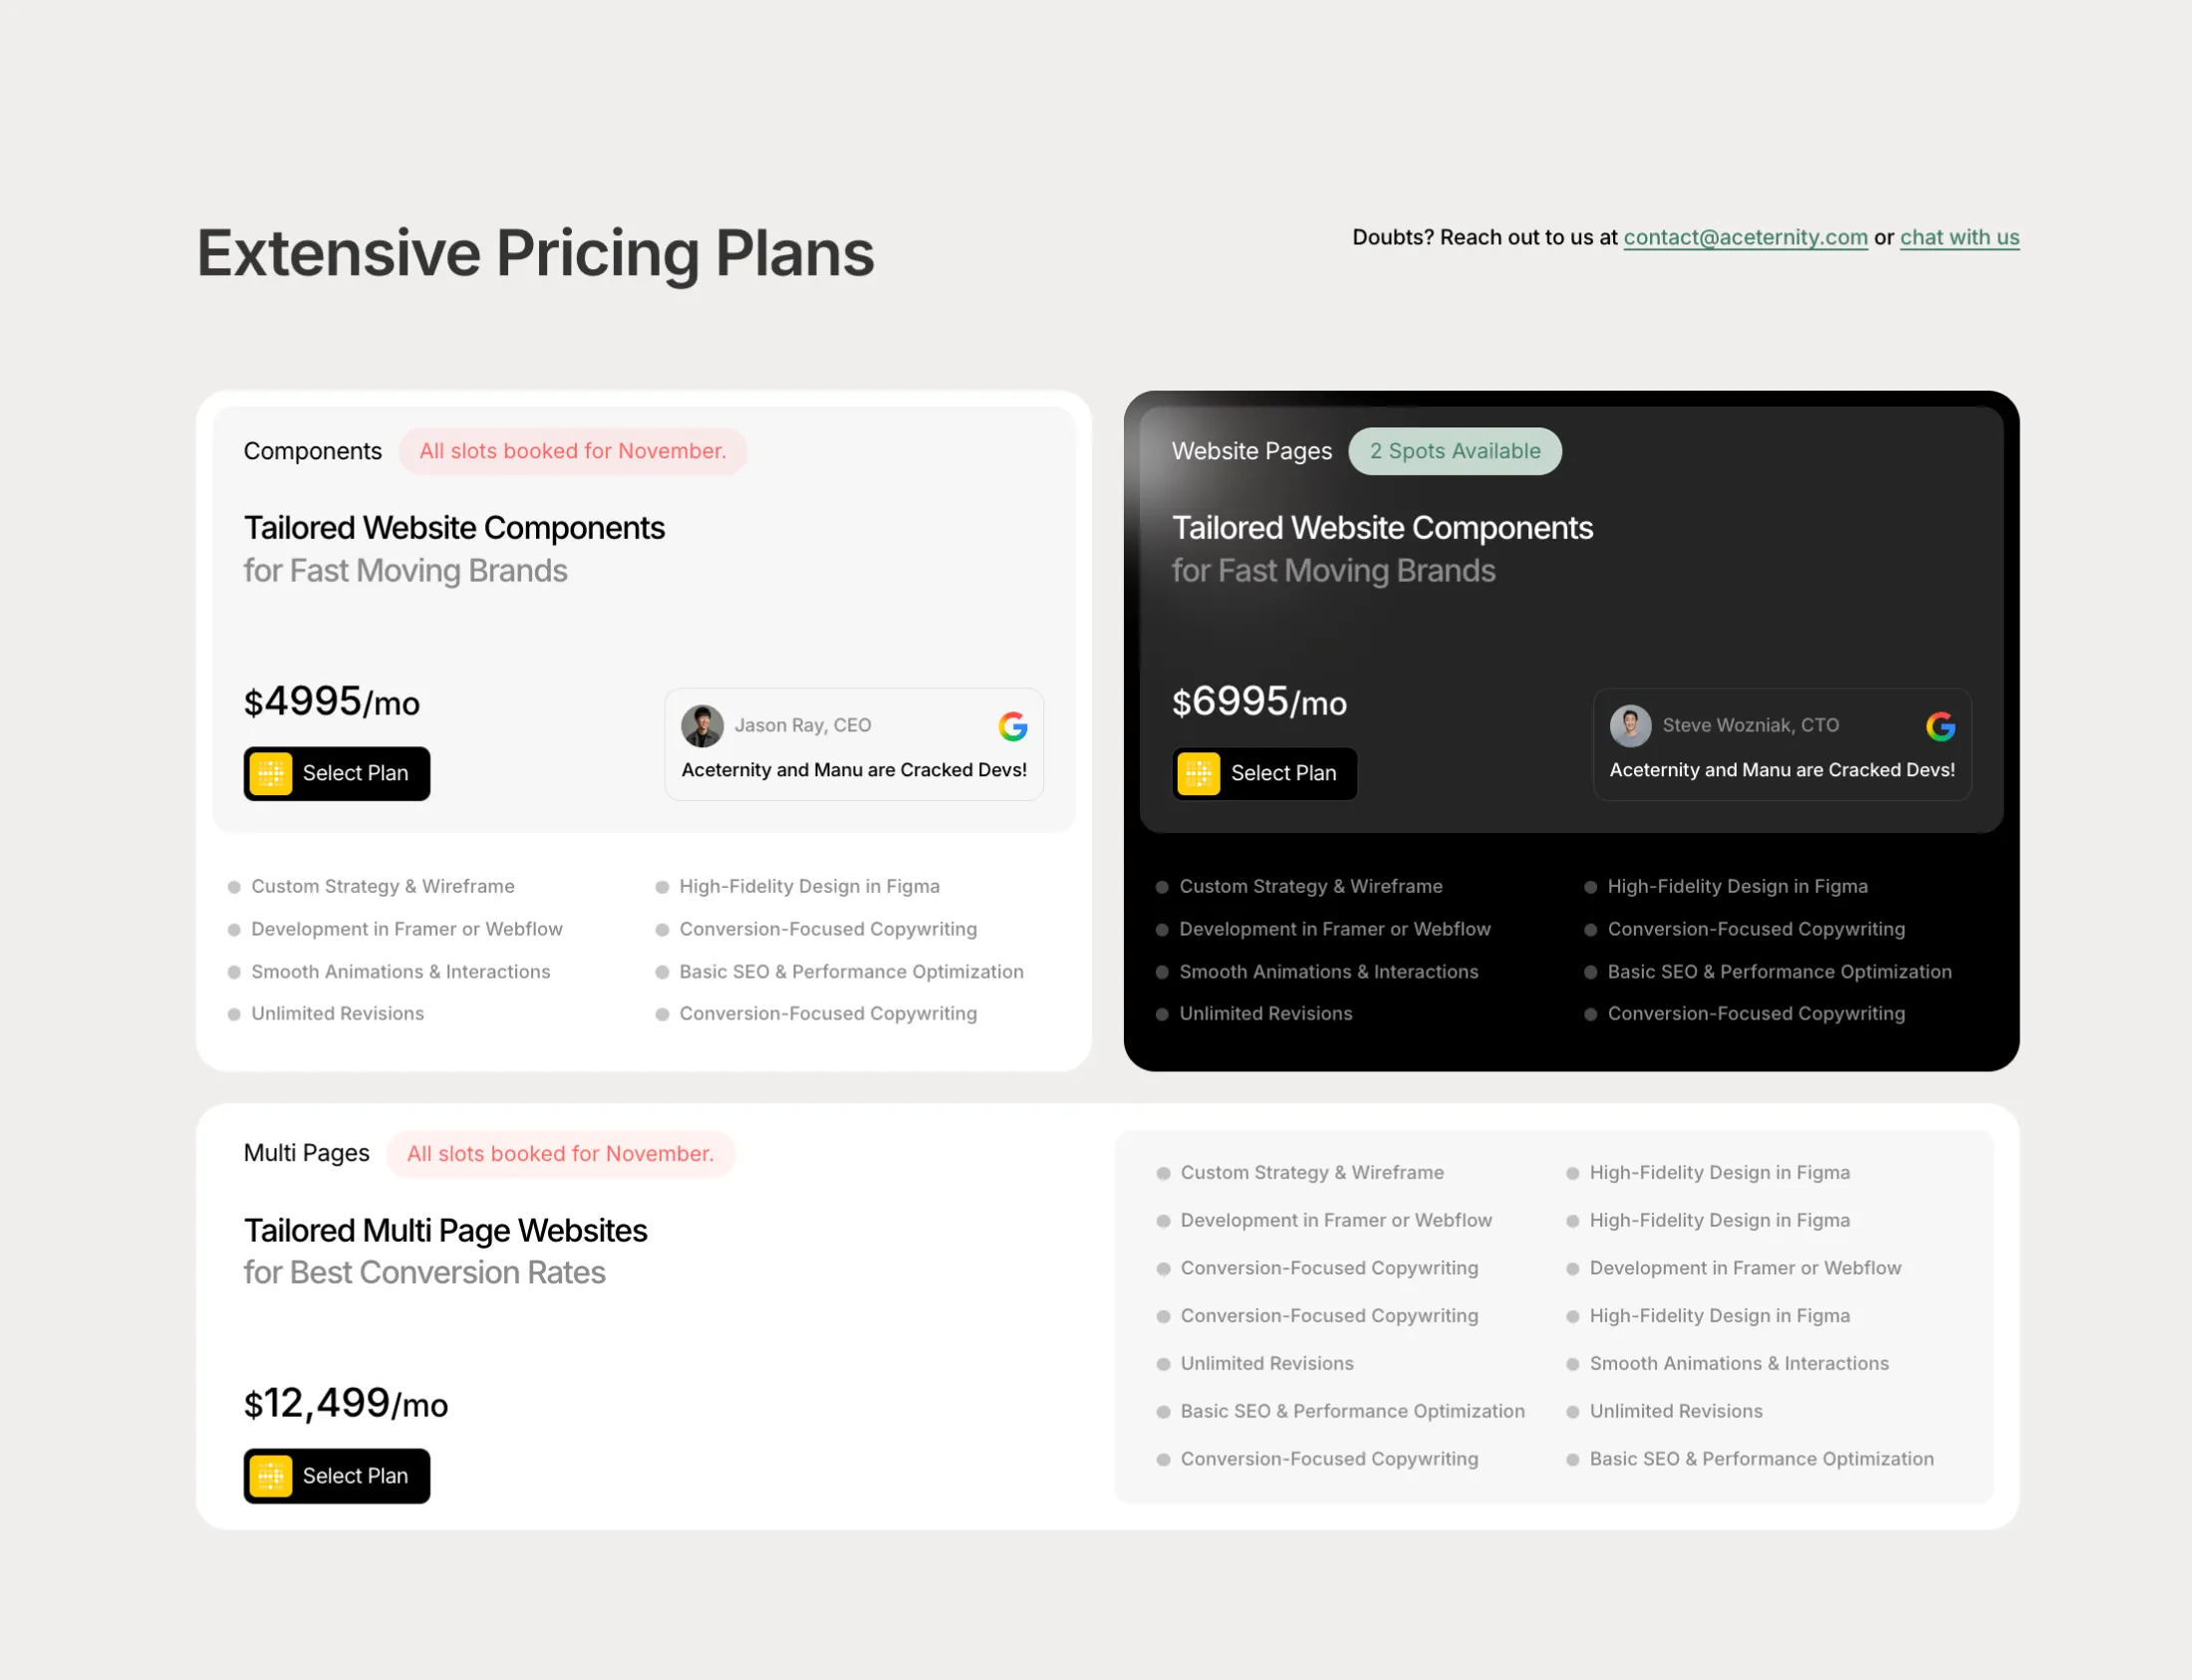 Extensive Pricing Plans
Doubts? Reach out to us at contact@aceternity.com or chat with us
Components
All slots booked for November.
Tailored Website Components
for Fast Moving Brands
$4995/mo
Select Plan
Jason Ray, CEO
Aceternity and Manu are Cracked Devs!
Custom Strategy & Wireframe
Development in Framer or Webflow
Smooth Animations & Interactions
Unlimited Revisions
High-Fidelity Design in Figma
Conversion-Focused Copywriting
Basic SEO & Performance Optimization
Conversion-Focused Copywriting
Website Pages
2 Spots Available
Tailored Website Components
for Fast Moving Brands
$6995/mo
Select Plan
Steve Wozniak, CTO
Aceternity and Manu are Cracked Devs!
Custom Strategy & Wireframe
Development in Framer or Webflow
Smooth Animations & Interactions
Unlimited Revisions
High-Fidelity Design in Figma
Conversion-Focused Copywriting
Basic SEO & Performance Optimization
Conversion-Focused Copywriting
Multi Pages
All slots booked for November.
Tailored Multi Page Websites
for Best Conversion Rates
$12,499/mo
Select Plan
Custom Strategy & Wireframe
Development in Framer or Webflow
Conversion-Focused Copywriting
Conversion-Focused Copywriting
Unlimited Revisions
Basic SEO & Performance Optimization
Conversion-Focused Copywriting
High-Fidelity Design in Figma
High-Fidelity Design in Figma
Development in Framer or Webflow
High-Fidelity Design in Figma
Smooth Animations & Interactions
Unlimited Revisions
Basic SEO & Performance Optimization